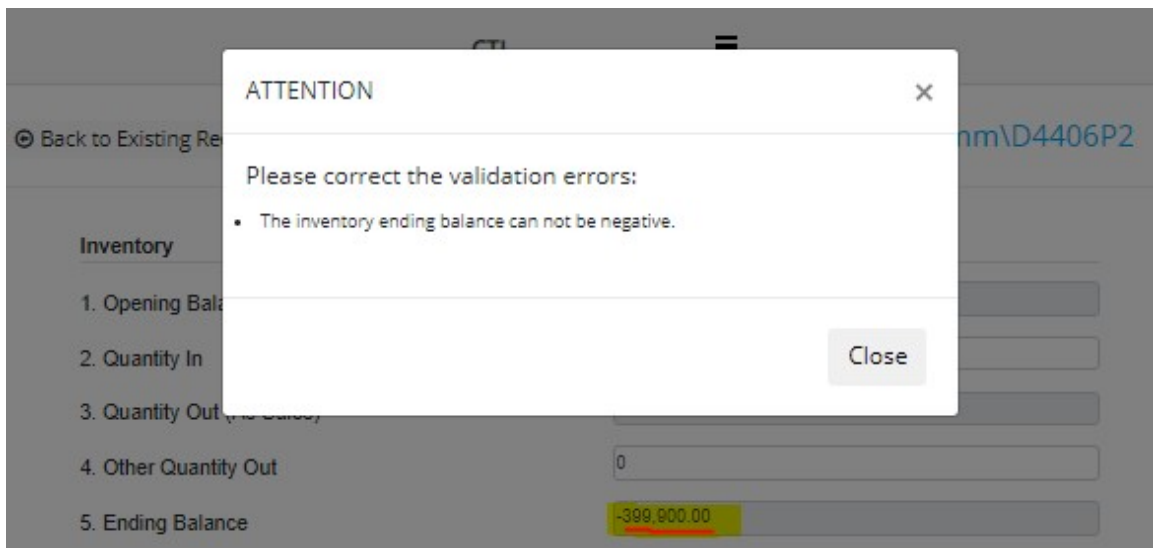 ATTENTION
×
Back to Existing Re
mm\D4406P2
Please correct the validation errors:
• The inventory ending balance can not be negative.
Inventory
1. Opening Bala
2. Quantity In
Close
3. Quantity Out
4. Other Quantity Out 0
5. Ending Balance -399,900.00